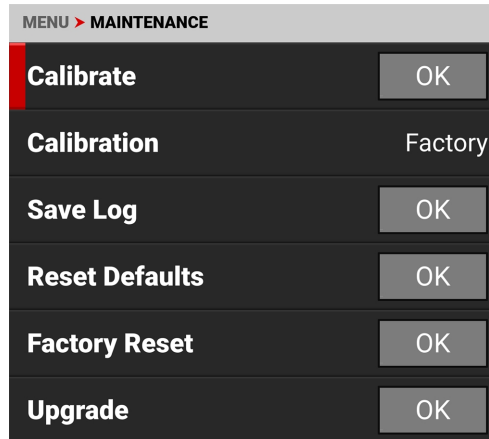 MENU ➤ MAINTENANCE
Calibrate OK
Calibration Factory
Save Log OK
Reset Defaults OK
Factory Reset OK
Upgrade OK